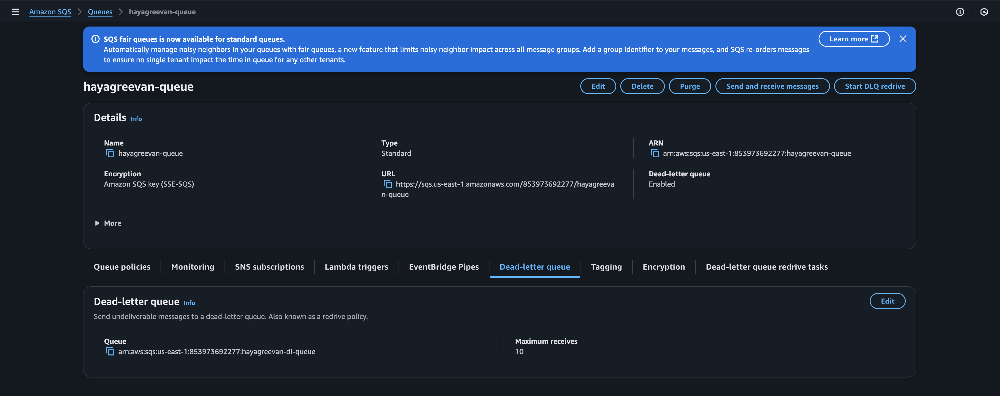 Amazon SQS > Queues > hayagreevan-queue
SQS fair queues is now available for standard queues.
Learn more
Automatically manage noisy neighbors in your queues with fair queues, a new feature that limits noisy neighbor impact across all message groups. Add a group identifier to your messages, and SQS re-orders messages
to ensure no single tenant impact the time in queue for any other tenants.
hayagreevan-queue
Edit
Delete
Purge
Send and receive messages
Start DLQ redrive
Details Info
Name
hayagreevan-queue
Type
Standard
ARN
arn:aws:sqs:us-east-1:853973692277:hayagreevan-queue
Encryption
Amazon SQS key (SSE-SQS)
URL
https://sqs.us-east-1.amazonaws.com/853973692277/hayagreeva
n-queue
Dead-letter queue
Enabled
More
Queue policies
Monitoring
SNS subscriptions
Lambda triggers
EventBridge Pipes
Dead-letter queue
Tagging
Encryption
Dead-letter queue redrive tasks
Dead-letter queue Info
Edit
Send undeliverable messages to a dead-letter queue. Also known as a redrive policy.
Queue
arn:aws:sqs:us-east-1:853973692277:hayagreevan-dl-queue
Maximum receives
10